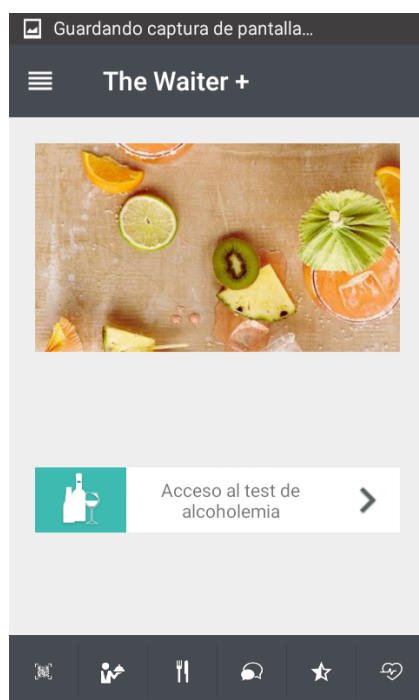 Guardando captura de pantalla...
The Waiter +
Acceso al test de
alcoholemia